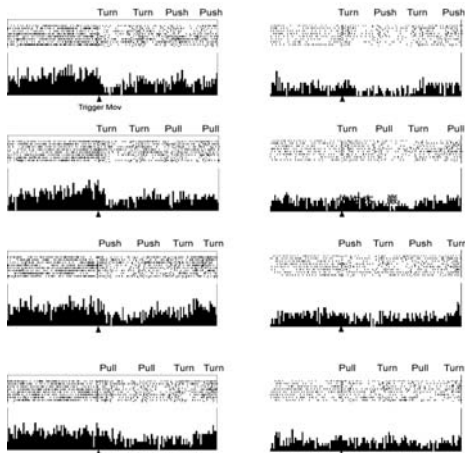 Turn Turn Push Push
Turn Turn Push Push
Trigger Mov
Turn Turn Pull Pull
Turn Pull Turn Pull
Push Push Turn Turn
Push Turn Push Turn
Pull Pull Turn Turn
Pull Turn Pull Turn